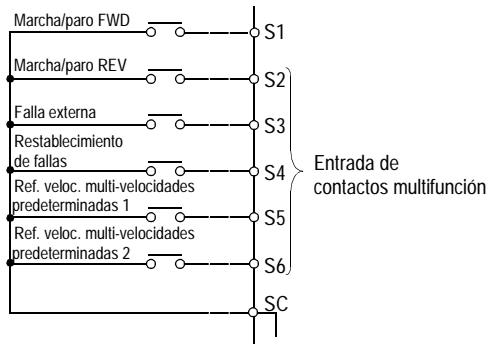 Marcha/paro FWD
S1
Marcha/paro REV
S2
Falla externa
S3
Restablecimiento
de fallas
S4
Ref. veloc. multi-velocidades
predeterminadas 1
S5
Ref. veloc. multi-velocidades
predeterminadas 2
S6
SC
Entrada de
contactos multifunción